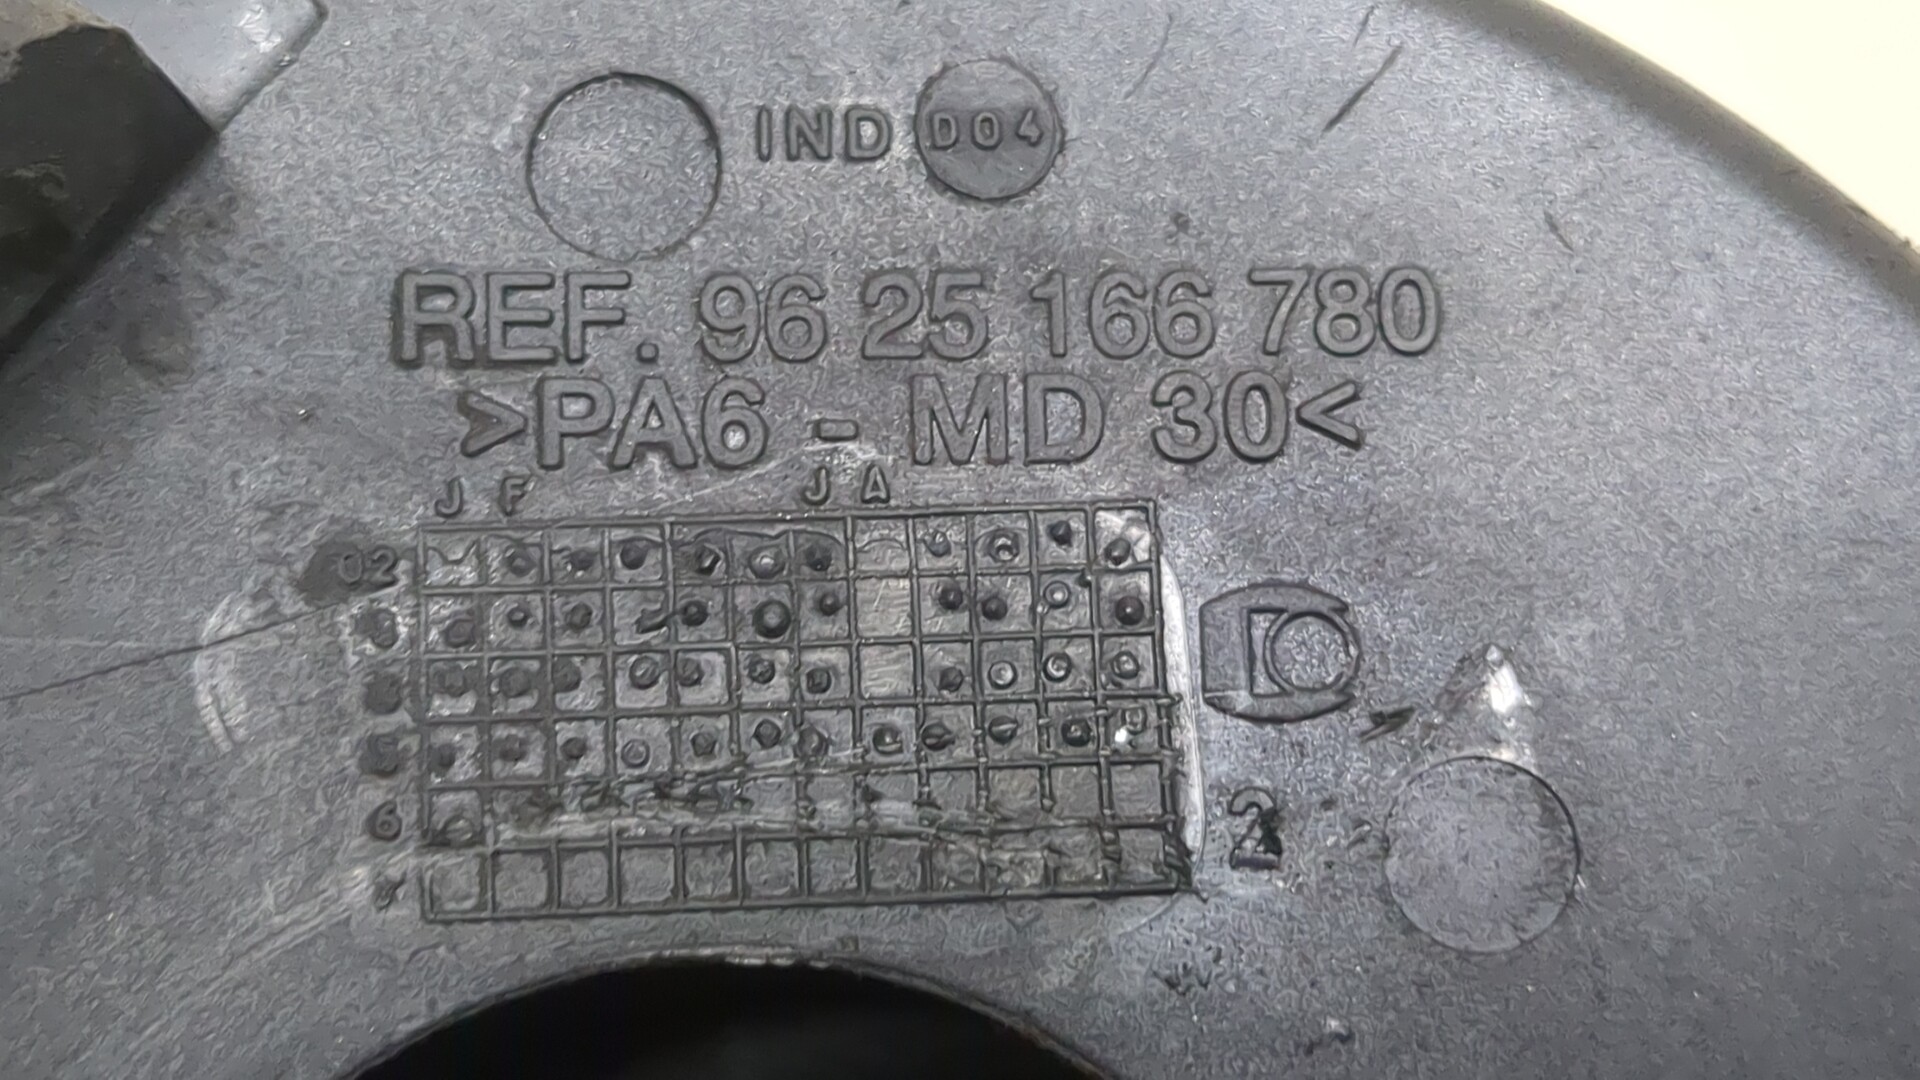 IND D04
REF. 96 25 166 780
>PA6 - MD 30<
J F J A
02
6
2